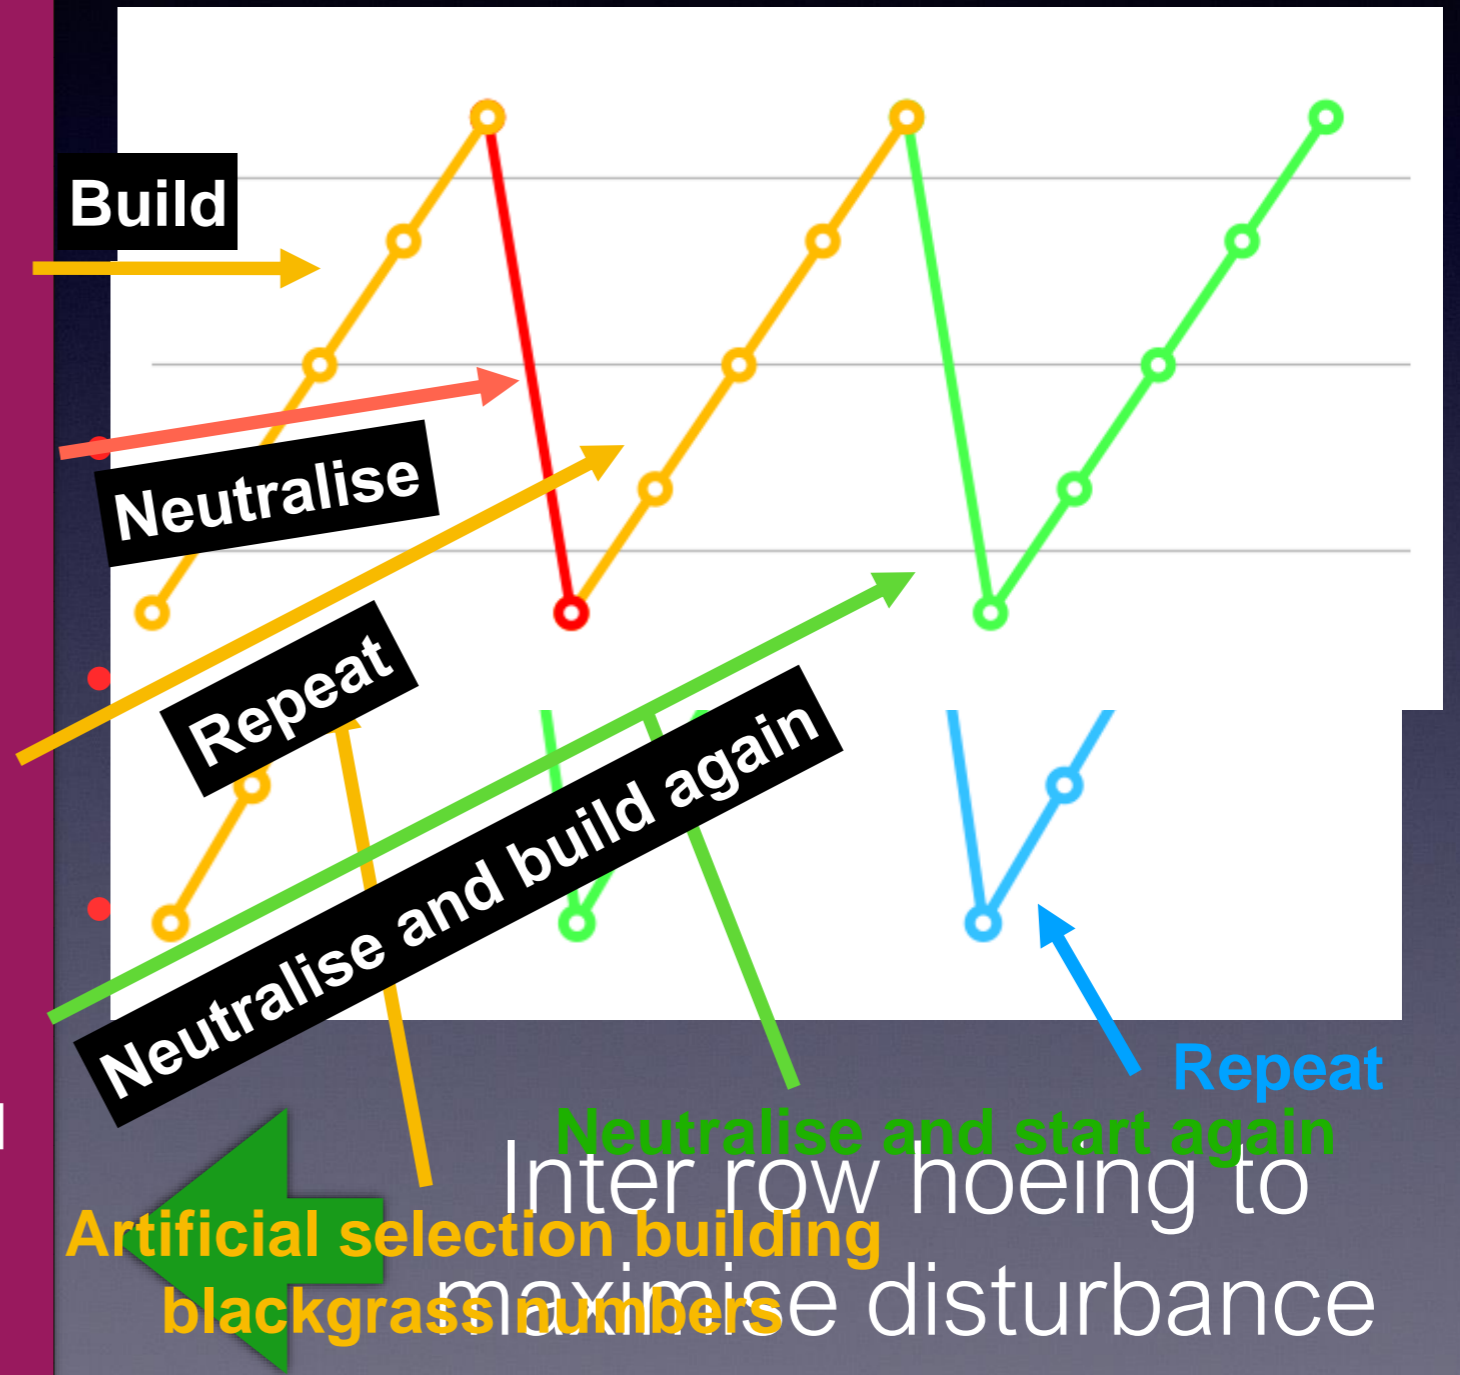 Build
Neutralise
Repeat
Neutralise and build again
Repeat
Neutralise and start again
Inter row hoeing to
maximise disturbance
Artificial selection building
blackgrass numbers